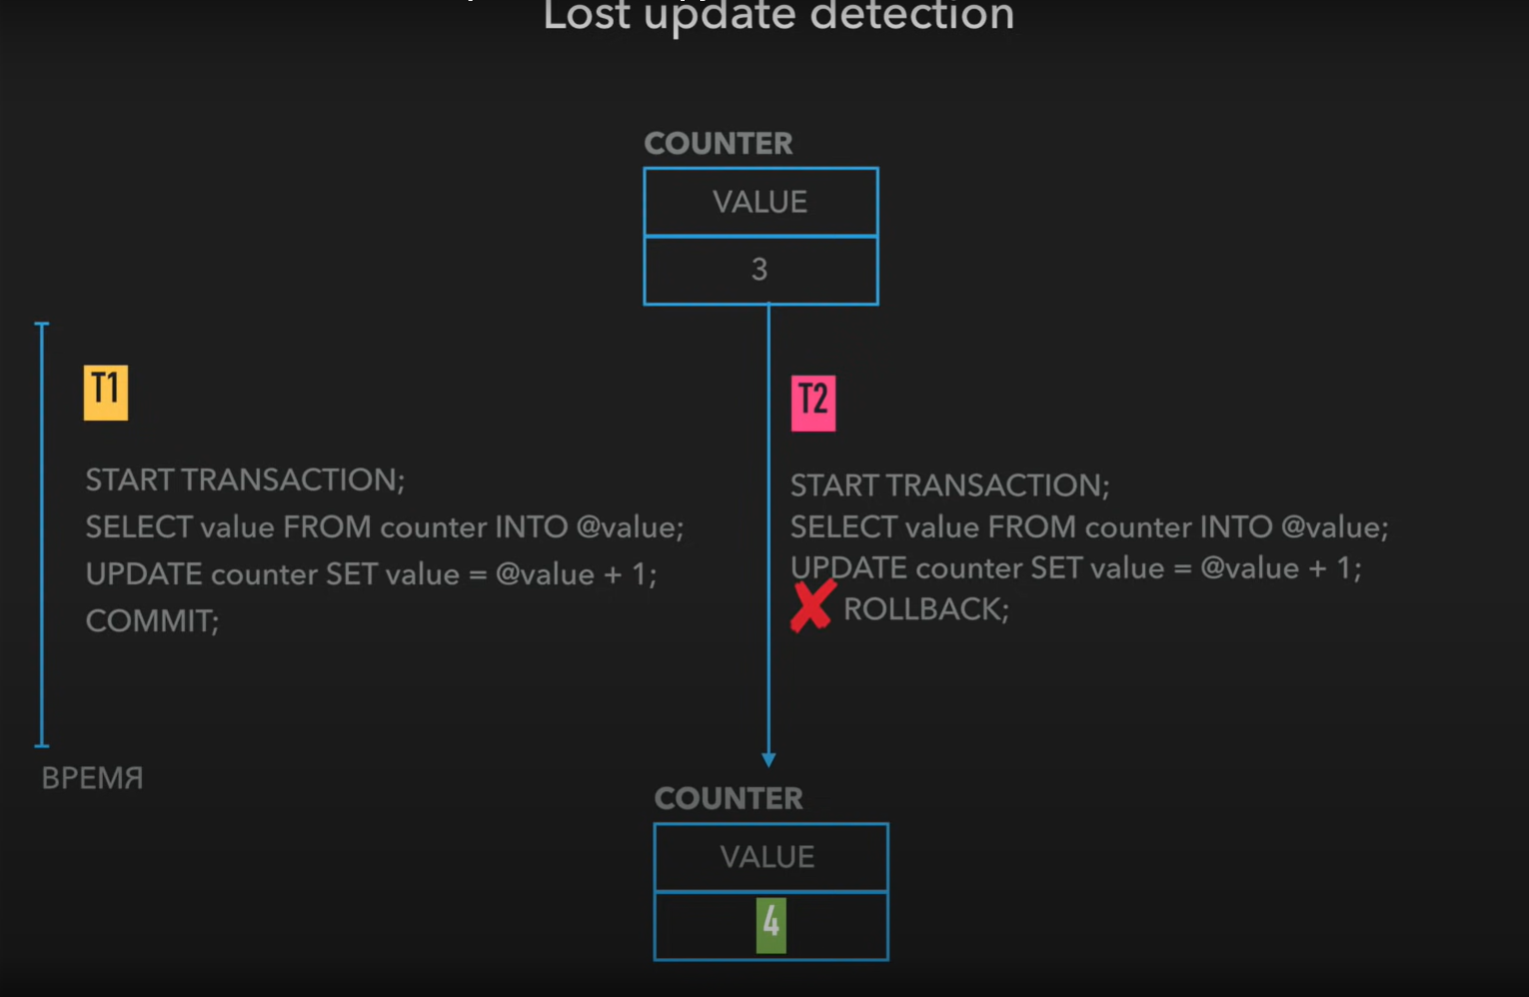 Lost update detection
COUNTER
VALUE
3
T1
START TRANSACTION;
SELECT value FROM counter INTO @value;
UPDATE counter SET value = @value + 1;
COMMIT;
T2
START TRANSACTION;
SELECT value FROM counter INTO @value;
UPDATE counter SET value = @value + 1;
ROLLBACK;
ВРЕМЯ
COUNTER
VALUE
4